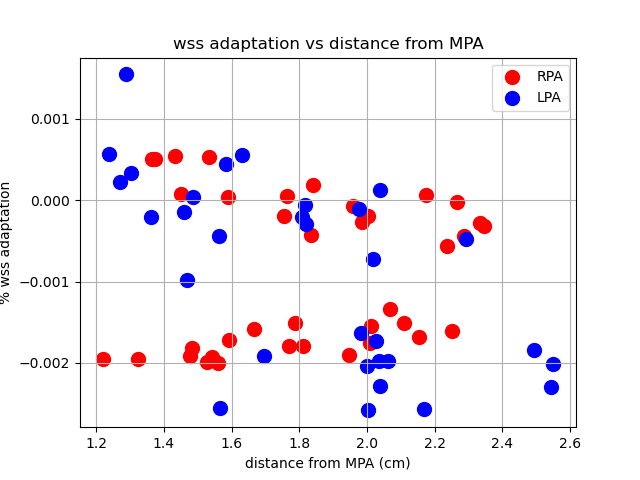 wss adaptation vs distance from MPA
RPA
LPA
0.001
0.000
−0.001
−0.002
% wss adaptation
1.2 1.4 1.6 1.8 2.0 2.2 2.4 2.6
distance from MPA (cm)